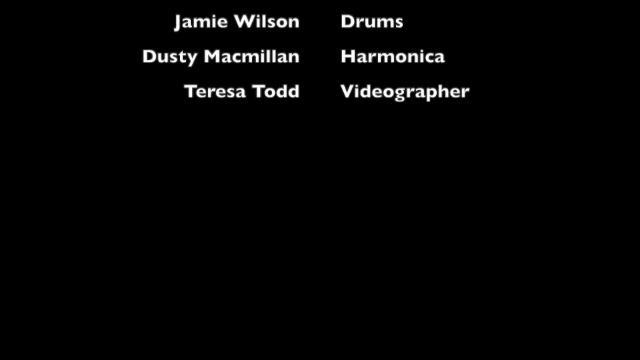 Jamie Wilson Drums
Dusty Macmillan Harmonica
Teresa Todd Videographer